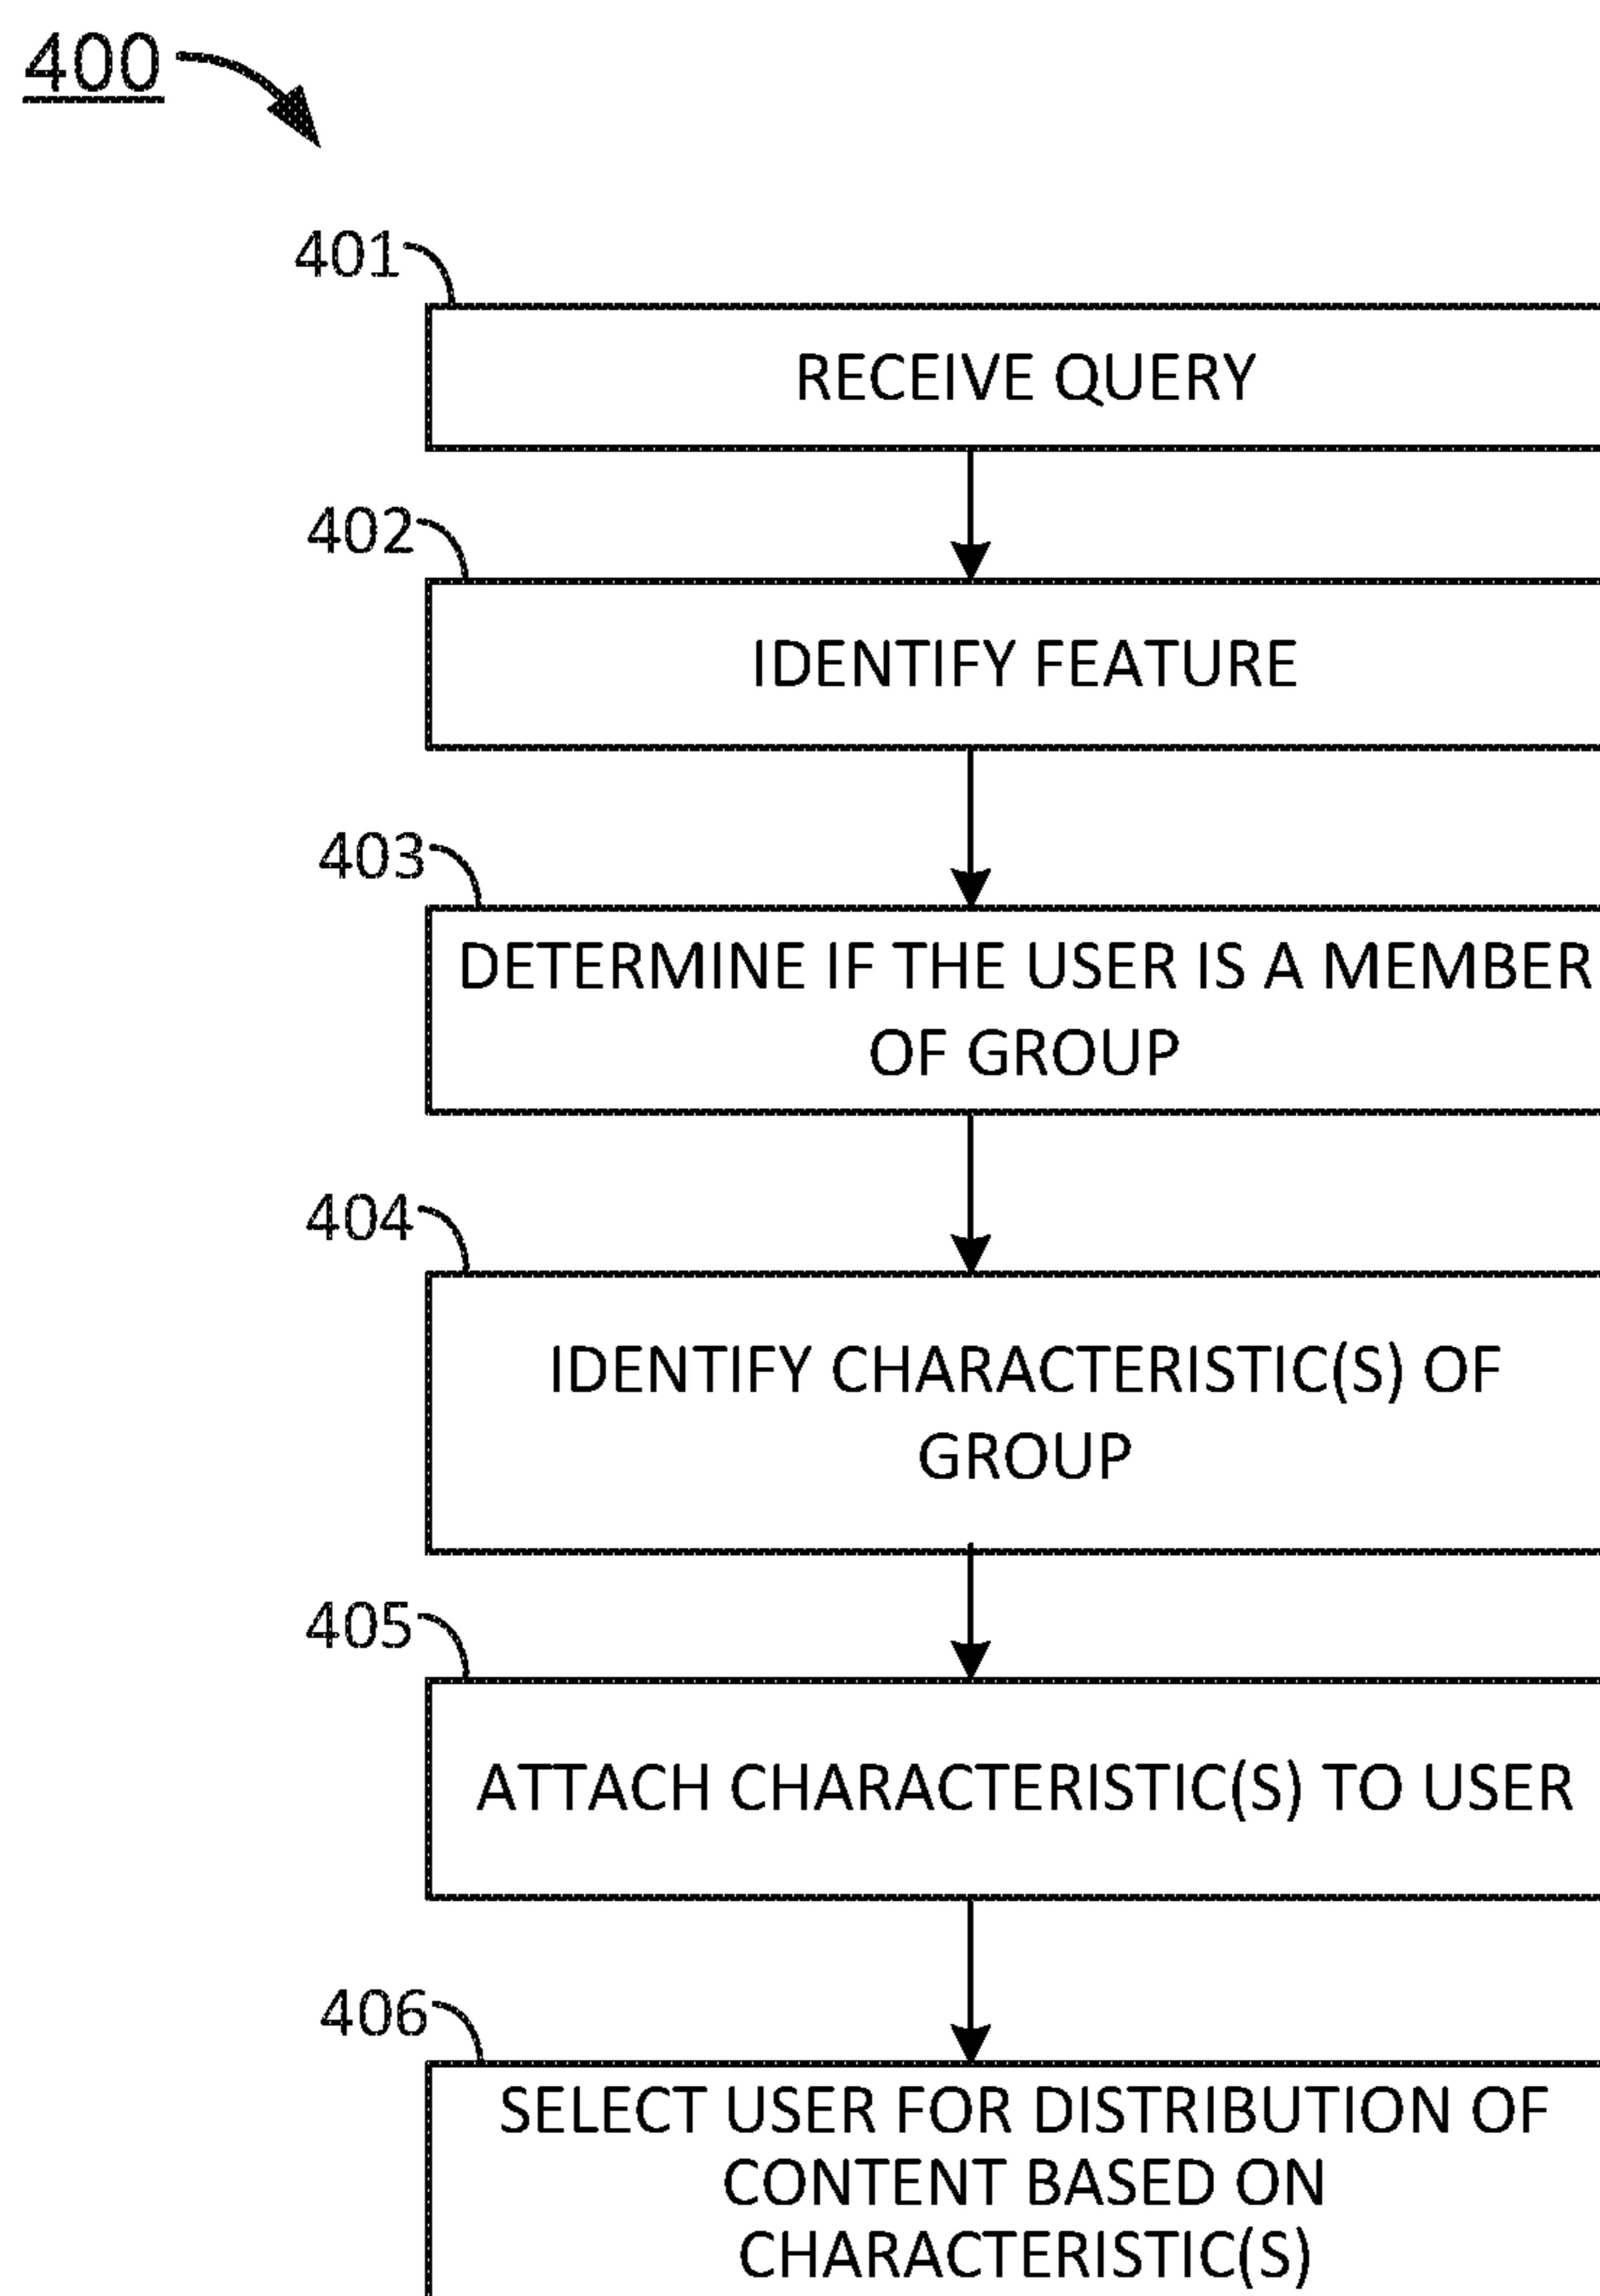 400
401
RECEIVE QUERY
402
IDENTIFY FEATURE
403
DETERMINE IF THE USER IS A MEMBER
OF GROUP
404
IDENTIFY CHARACTERISTIC(S) OF
GROUP
405
ATTACH CHARACTERISTIC(S) TO USER
406
SELECT USER FOR DISTRIBUTION OF
CONTENT BASED ON
CHARACTERISTIC(S)